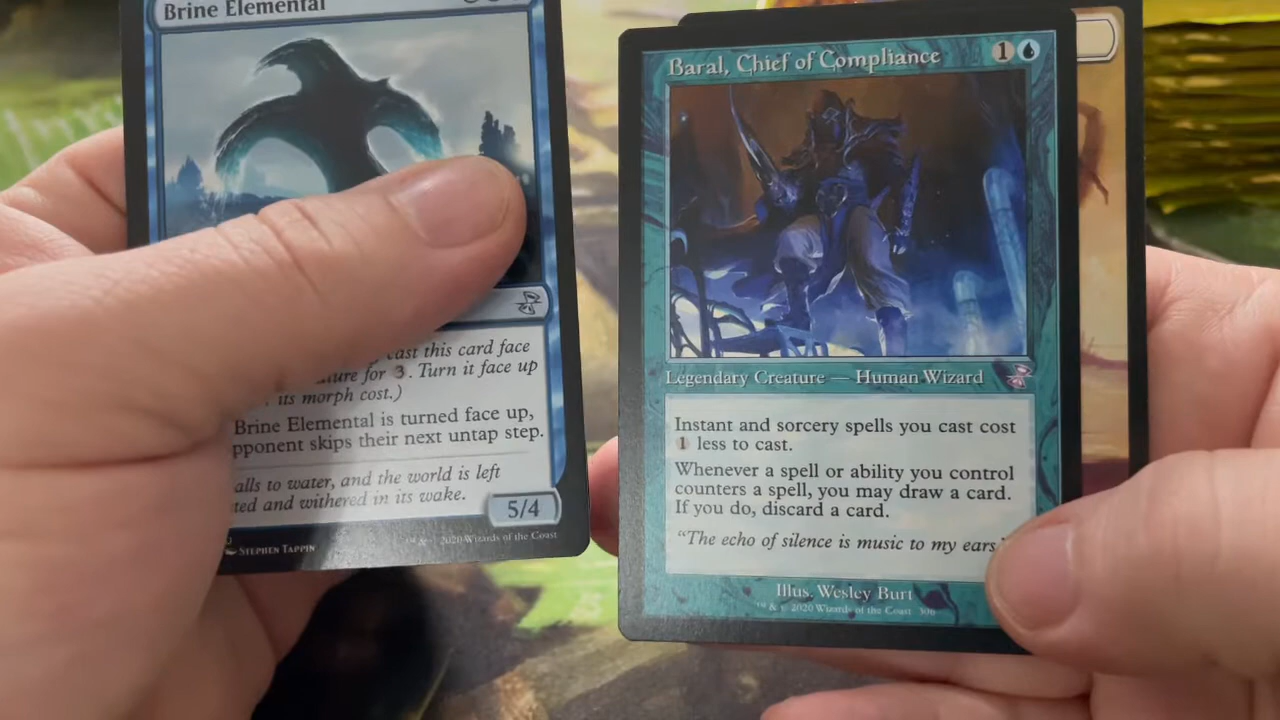 Brine Elemental
cast this card face
ture for 3. Turn it face up
its morph cost.)
Brine Elemental is turned face up,
pponent skips their next untap step.
alls to water, and the world is left
ted and withered in its wake.
5/4
STEPHEN TAPPIN
™ & © 2020 Wizards of the Coast
Baral, Chief of Compliance
1
Legendary Creature — Human Wizard
Instant and sorcery spells you cast cost
1 less to cast.
Whenever a spell or ability you control
counters a spell, you may draw a card.
If you do, discard a card.
“The echo of silence is music to my ears
Illus. Wesley Burt
™ & © 2020 Wizards of the Coast